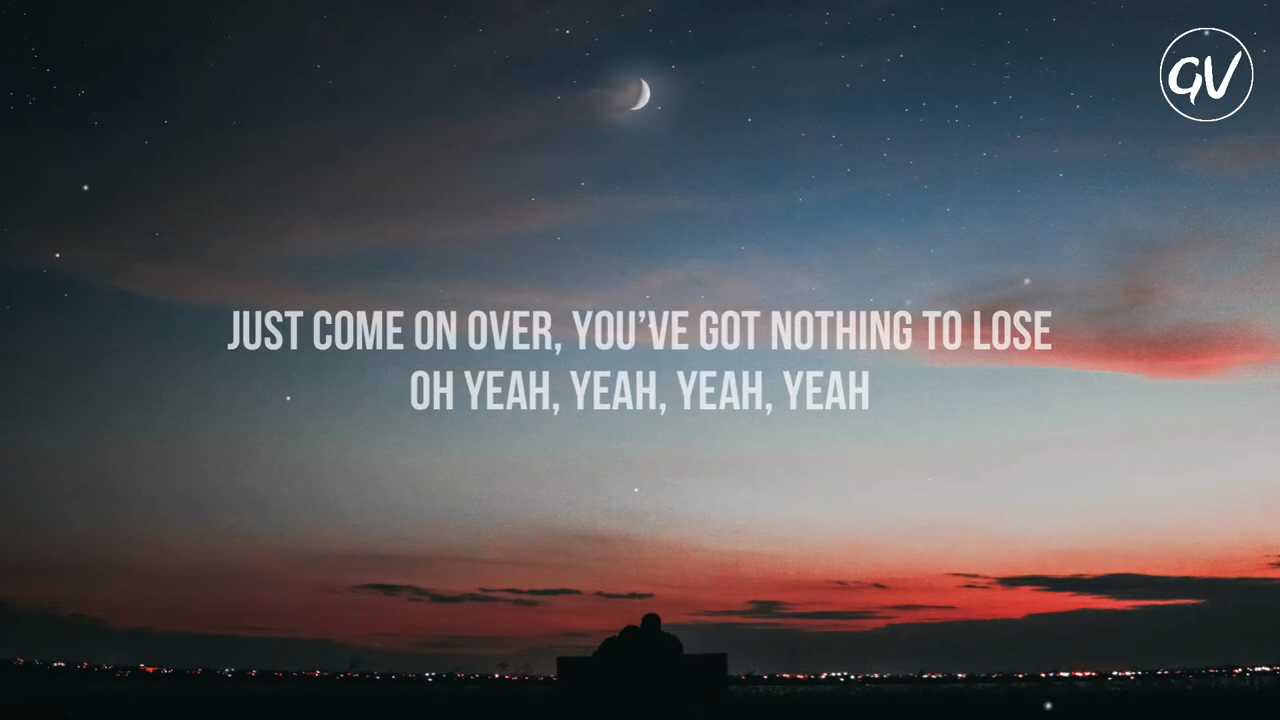 GV
JUST COME ON OVER, YOU'VE GOT NOTHING TO LOSE
OH YEAH, YEAH, YEAH, YEAH